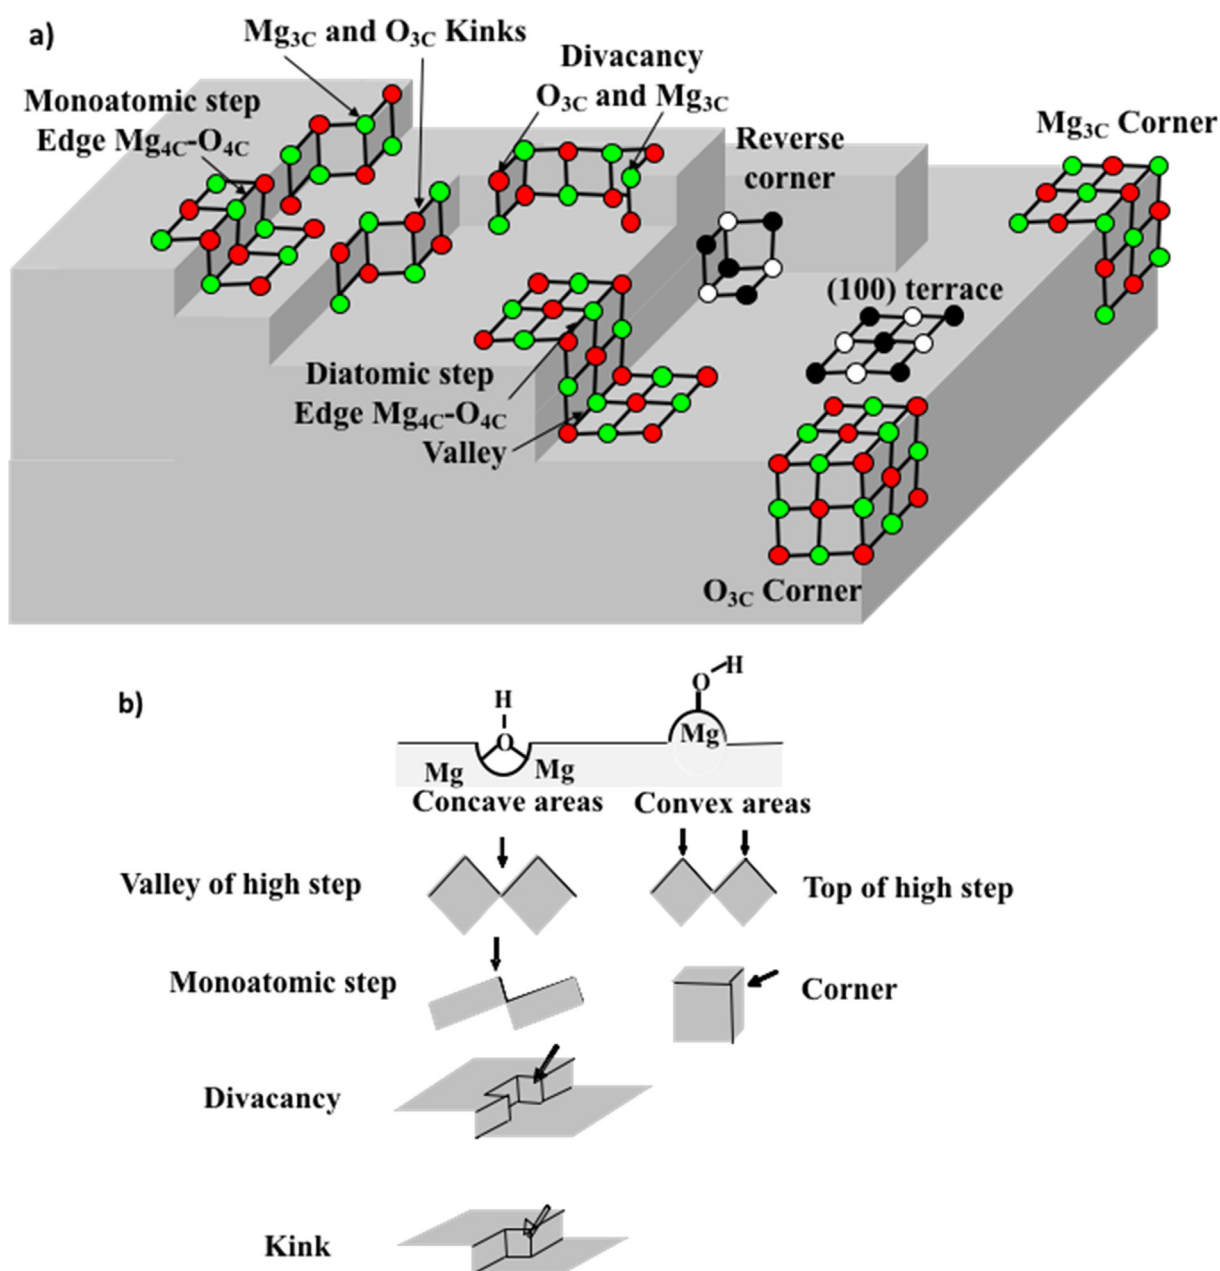 a)
Mg3C and O3C Kinks
Monoatomic step
Edge Mg4C-O4C
Divacancy
O3C and Mg3C
Reverse
corner
Mg3C Corner
(100) terrace
Diatomic step
Edge Mg4C-O4C
Valley
O3C Corner
b)
H
O
Mg
Mg
O
H
Mg
Concave areas
Convex areas
Valley of high step
Top of high step
Monoatomic step
Corner
Divacancy
Kink